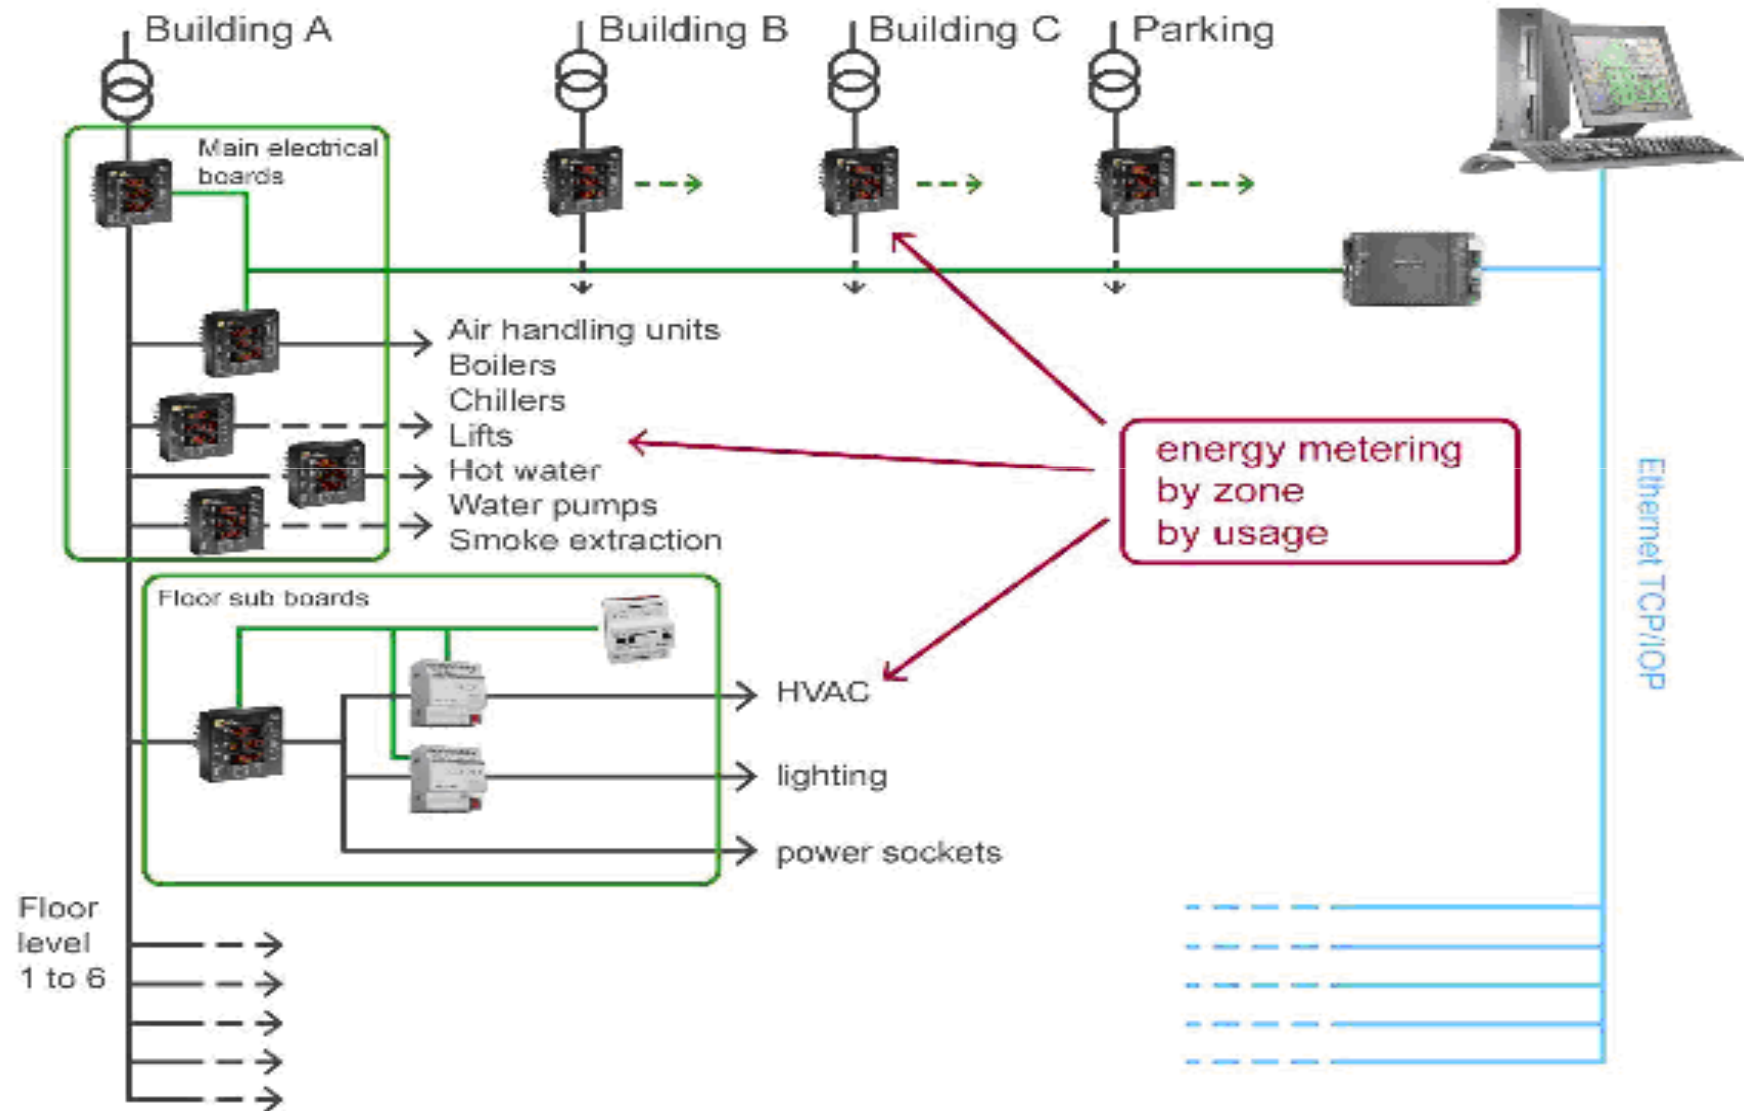 Building A
Building B
Building C
Parking
Main electrical
boards
Air handling units
Boilers
Chillers
Lifts
Hot water
Water pumps
Smoke extraction
energy metering
by zone
by usage
Ethernet TCP/IOP
Floor sub boards
HVAC
lighting
power sockets
Floor
level
1 to 6